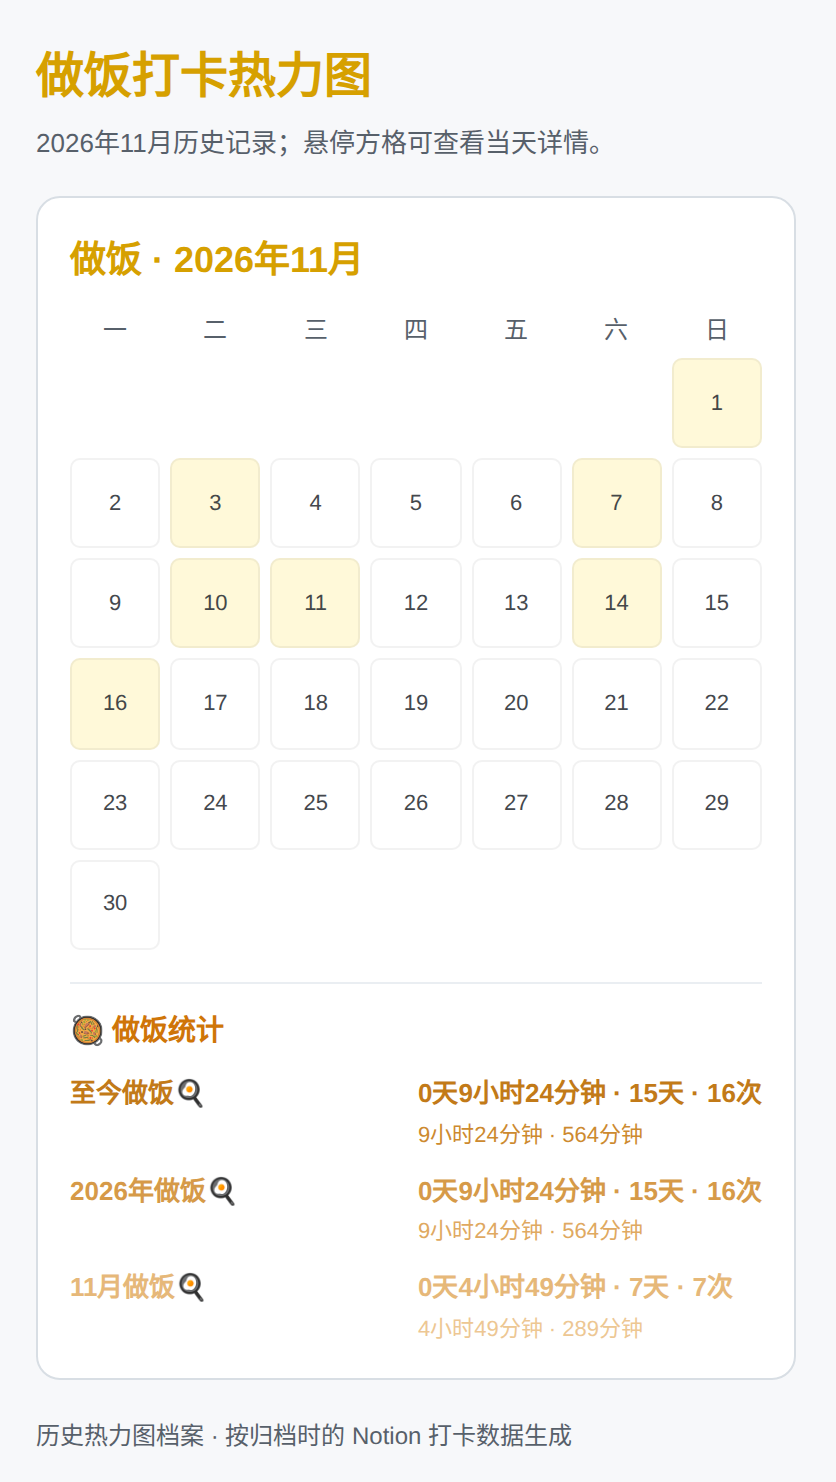 做饭打卡热力图
2026年11月历史记录；悬停方格可查看当天详情。
做饭 · 2026年11月
一 二 三 四 五 六 日
1
2 3 4 5 6 7 8
9 10 11 12 13 14 15
16 17 18 19 20 21 22
23 24 25 26 27 28 29
30
🥘 做饭统计
至今做饭🍳 0天9小时24分钟 · 15天 · 16次
9小时24分钟 · 564分钟
2026年做饭🍳 0天9小时24分钟 · 15天 · 16次
9小时24分钟 · 564分钟
11月做饭🍳 0天4小时49分钟 · 7天 · 7次
4小时49分钟 · 289分钟
历史热力图档案 · 按归档时的 Notion 打卡数据生成